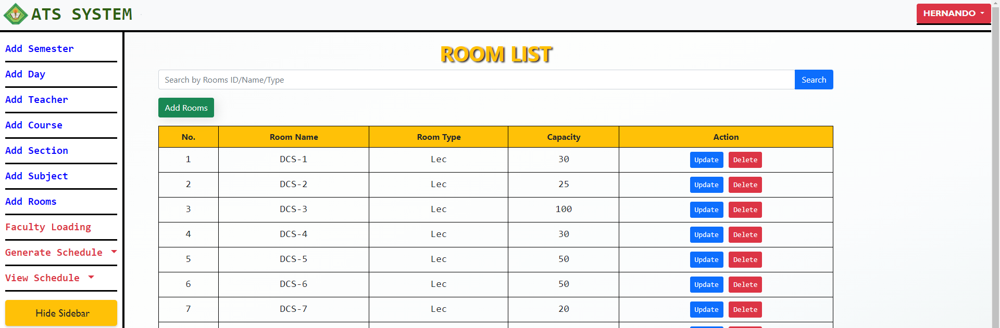 ATS SYSTEM
HERNANDO
Add Semester
Add Day
Add Teacher
Add Course
Add Section
Add Subject
Add Rooms
Faculty Loading
Generate Schedule
View Schedule
Hide Sidebar
ROOM LIST
Search by Rooms ID/Name/Type
Search
Add Rooms
No. Room Name Room Type Capacity Action
1 DCS-1 Lec 30 Update Delete
2 DCS-2 Lec 25 Update Delete
3 DCS-3 Lec 100 Update Delete
4 DCS-4 Lec 30 Update Delete
5 DCS-5 Lec 50 Update Delete
6 DCS-6 Lec 50 Update Delete
7 DCS-7 Lec 20 Update Delete